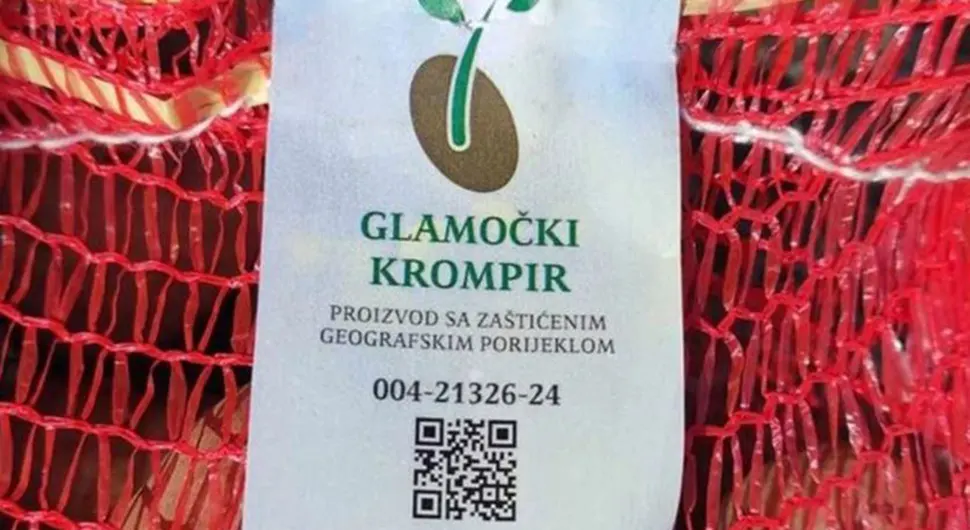 GLAMOČKI
KROMPIR
PROIZVOD SA ZAŠTIĆENIM
GEOGRAFSKIM PORIJEKLOM
004-21326-24